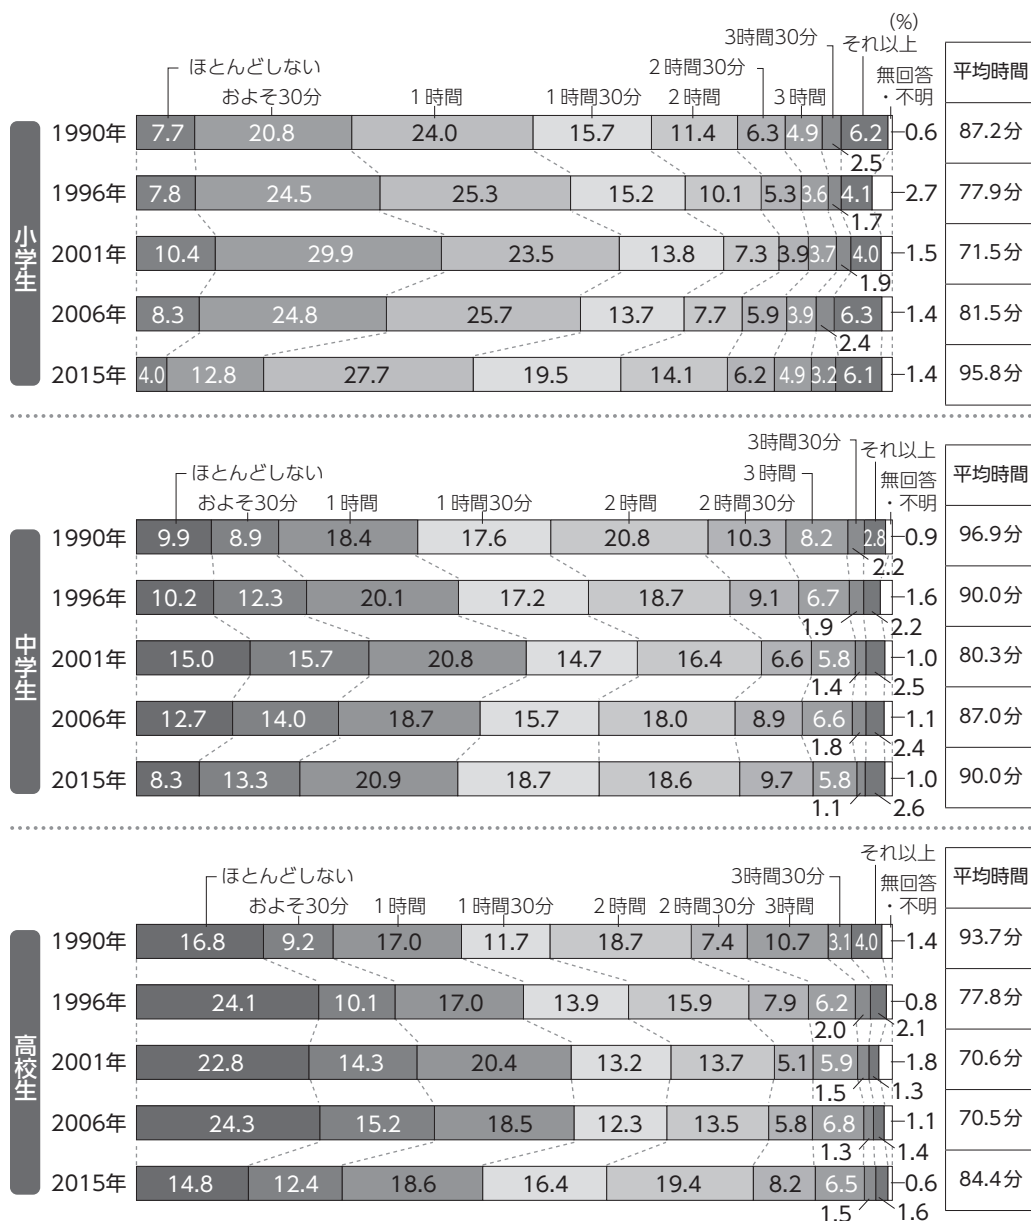 (%)
3時間30分 それ以上
ほとんどしない 2時間30分 無回答 平均時間
およそ30分 1時間 1時間30分 2時間 3時間 ・不明
小学生
1990年 7.7 20.8 24.0 15.7 11.4 6.3 4.9 2.5 6.2 0.6 87.2分
1996年 7.8 24.5 25.3 15.2 10.1 5.3 3.6 1.7 4.1 2.7 77.9分
2001年 10.4 29.9 23.5 13.8 7.3 3.9 3.7 1.9 4.0 1.5 71.5分
2006年 8.3 24.8 25.7 13.7 7.7 5.9 3.9 2.4 6.3 1.4 81.5分
2015年 4.0 12.8 27.7 19.5 14.1 6.2 4.9 3.2 6.1 1.4 95.8分
3時間30分 それ以上
ほとんどしない 3時間 無回答 平均時間
およそ30分 1時間 1時間30分 2時間 2時間30分 ・不明
中学生
1990年 9.9 8.9 18.4 17.6 20.8 10.3 8.2 2.2 2.8 0.9 96.9分
1996年 10.2 12.3 20.1 17.2 18.7 9.1 6.7 1.9 2.2 1.6 90.0分
2001年 15.0 15.7 20.8 14.7 16.4 6.6 5.8 1.4 2.5 1.0 80.3分
2006年 12.7 14.0 18.7 15.7 18.0 8.9 6.6 1.8 2.4 1.1 87.0分
2015年 8.3 13.3 20.9 18.7 18.6 9.7 5.8 1.1 2.6 1.0 90.0分
それ以上
ほとんどしない 3時間30分 無回答 平均時間
およそ30分 1時間 1時間30分 2時間 2時間30分 3時間 ・不明
高校生
1990年 16.8 9.2 17.0 11.7 18.7 7.4 10.7 3.1 4.0 1.4 93.7分
1996年 24.1 10.1 17.0 13.9 15.9 7.9 6.2 2.0 2.1 0.8 77.8分
2001年 22.8 14.3 20.4 13.2 13.7 5.1 5.9 1.5 1.3 1.8 70.6分
2006年 24.3 15.2 18.5 12.3 13.5 5.8 6.8 1.3 1.4 1.1 70.5分
2015年 14.8 12.4 18.6 16.4 19.4 8.2 6.5 1.5 1.6 0.6 84.4分